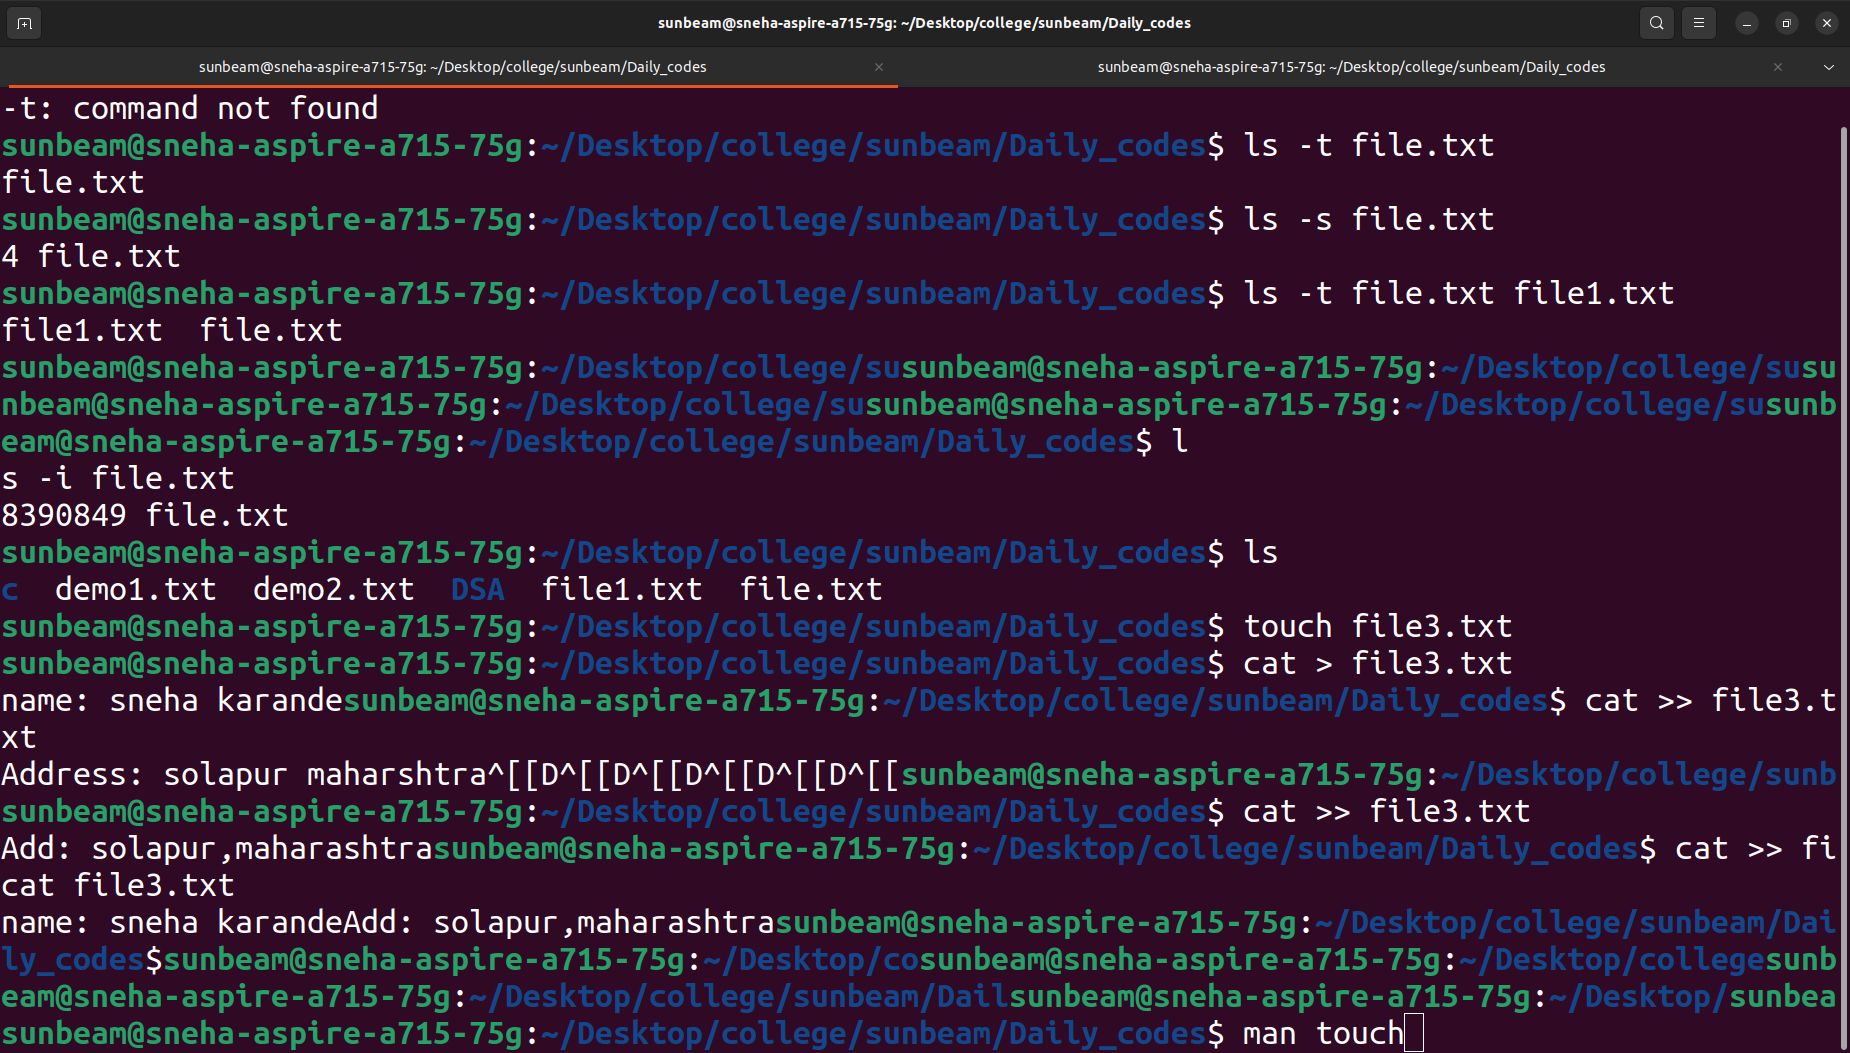 sunbeam@sneha-aspire-a715-75g: ~/Desktop/college/sunbeam/Daily_codes
sunbeam@sneha-aspire-a715-75g: ~/Desktop/college/sunbeam/Daily_codes
sunbeam@sneha-aspire-a715-75g: ~/Desktop/college/sunbeam/Daily_codes
-t: command not found
sunbeam@sneha-aspire-a715-75g:~/Desktop/college/sunbeam/Daily_codes$ ls -t file.txt
file.txt
sunbeam@sneha-aspire-a715-75g:~/Desktop/college/sunbeam/Daily_codes$ ls -s file.txt
4 file.txt
sunbeam@sneha-aspire-a715-75g:~/Desktop/college/sunbeam/Daily_codes$ ls -t file.txt file1.txt
file1.txt  file.txt
sunbeam@sneha-aspire-a715-75g:~/Desktop/college/susunbeam@sneha-aspire-a715-75g:~/Desktop/college/susu
nbeam@sneha-aspire-a715-75g:~/Desktop/college/susunbeam@sneha-aspire-a715-75g:~/Desktop/college/susunb
eam@sneha-aspire-a715-75g:~/Desktop/college/sunbeam/Daily_codes$ l
s -i file.txt
8390849 file.txt
sunbeam@sneha-aspire-a715-75g:~/Desktop/college/sunbeam/Daily_codes$ ls
c  demo1.txt  demo2.txt  DSA  file1.txt  file.txt
sunbeam@sneha-aspire-a715-75g:~/Desktop/college/sunbeam/Daily_codes$ touch file3.txt
sunbeam@sneha-aspire-a715-75g:~/Desktop/college/sunbeam/Daily_codes$ cat > file3.txt
name: sneha karandesunbeam@sneha-aspire-a715-75g:~/Desktop/college/sunbeam/Daily_codes$ cat >> file3.t
xt
Address: solapur maharshtra^[[D^[[D^[[D^[[D^[[D^[[sunbeam@sneha-aspire-a715-75g:~/Desktop/college/sunb
sunbeam@sneha-aspire-a715-75g:~/Desktop/college/sunbeam/Daily_codes$ cat >> file3.txt
Add: solapur,maharashtrasunbeam@sneha-aspire-a715-75g:~/Desktop/college/sunbeam/Daily_codes$ cat >> fi
cat file3.txt
name: sneha karandeAdd: solapur,maharashtrasunbeam@sneha-aspire-a715-75g:~/Desktop/college/sunbeam/Dai
ly_codes$sunbeam@sneha-aspire-a715-75g:~/Desktop/cosunbeam@sneha-aspire-a715-75g:~/Desktop/collegesunb
eam@sneha-aspire-a715-75g:~/Desktop/college/sunbeam/Dailsunbeam@sneha-aspire-a715-75g:~/Desktop/sunbea
sunbeam@sneha-aspire-a715-75g:~/Desktop/college/sunbeam/Daily_codes$ man touch